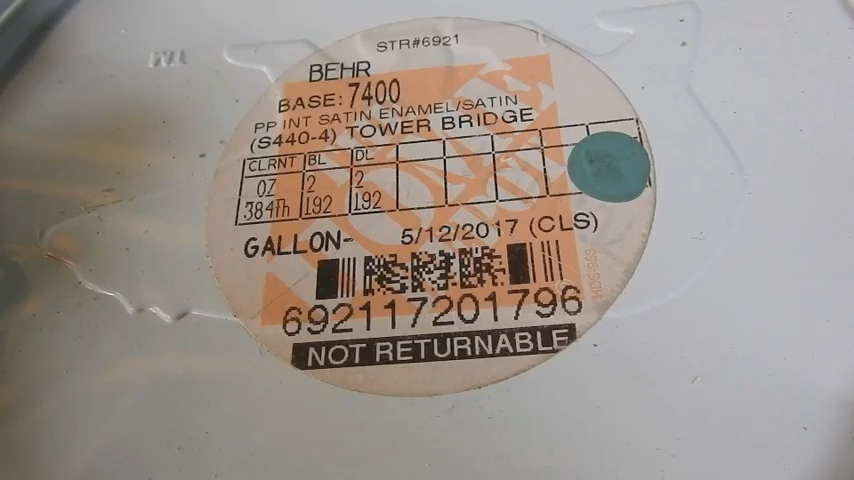 STR#6921
BEHR
BASE: 7400
PP INT SATIN ENAMEL/SATIN
(S440-4) TOWER BRIDGE
CLRNT BL DL
OZ 2 2
384th 192 192
GALLON- 5/12/2017 (CLS)
692117201796
NOT RETURNABLE